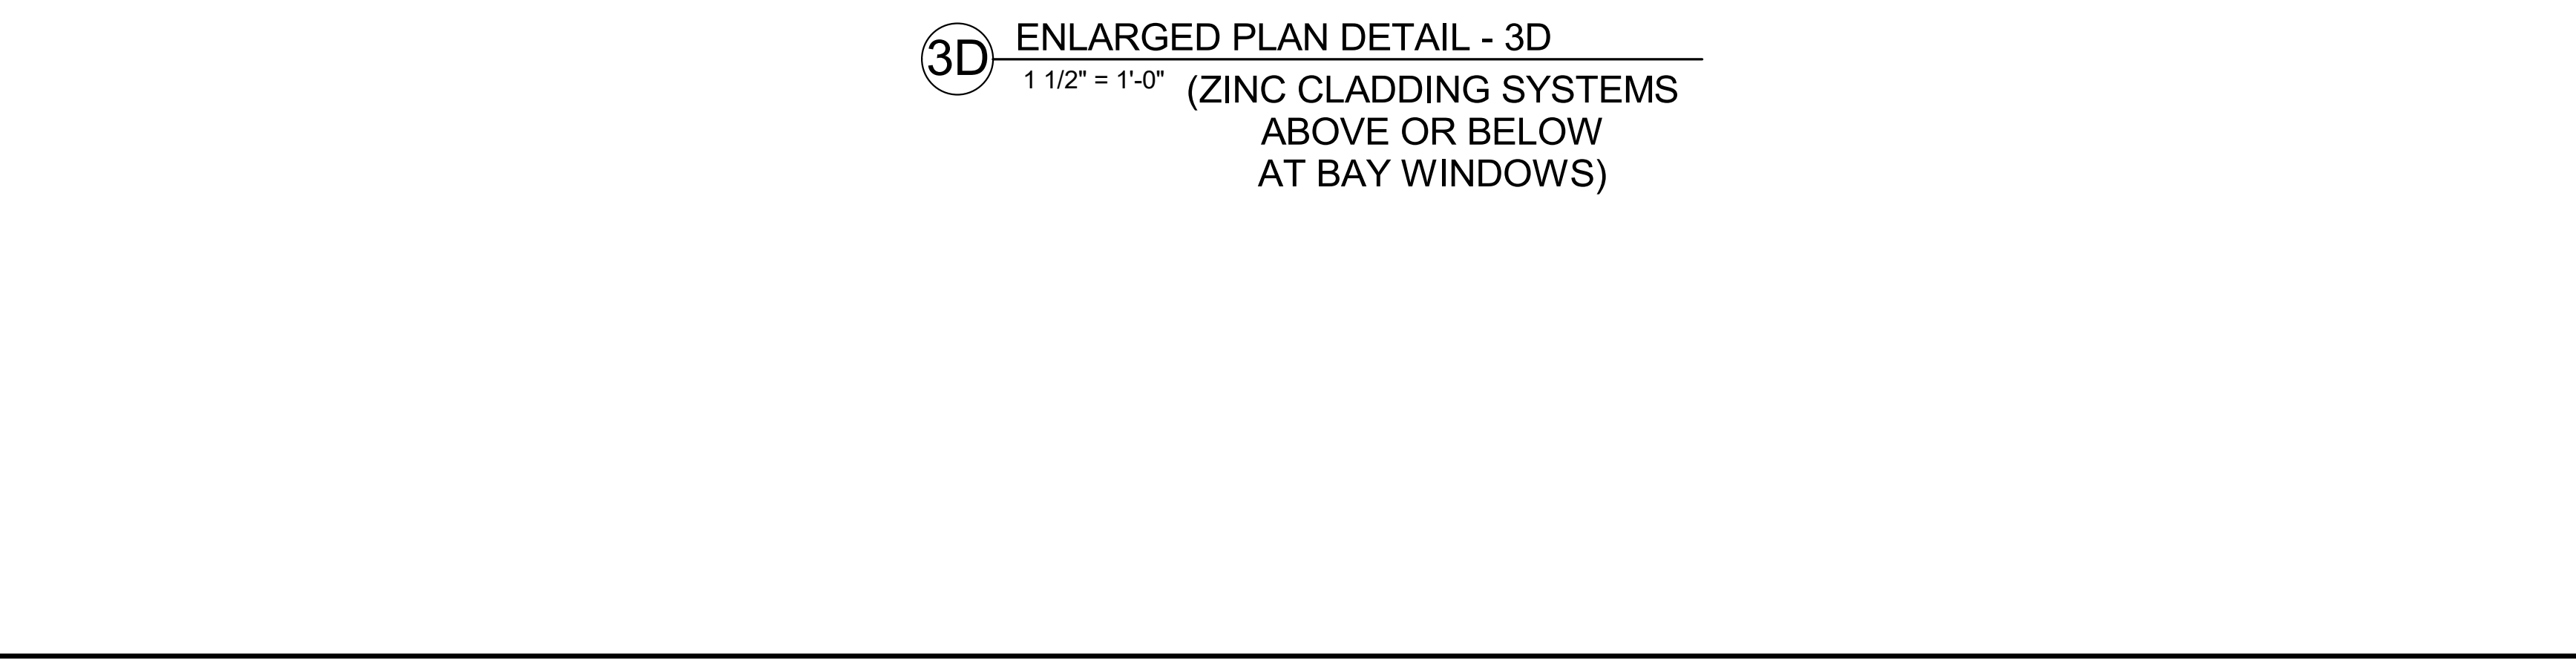 3D
ENLARGED PLAN DETAIL - 3D
1 1/2" = 1'-0"
(ZINC CLADDING SYSTEMS
ABOVE OR BELOW
AT BAY WINDOWS)